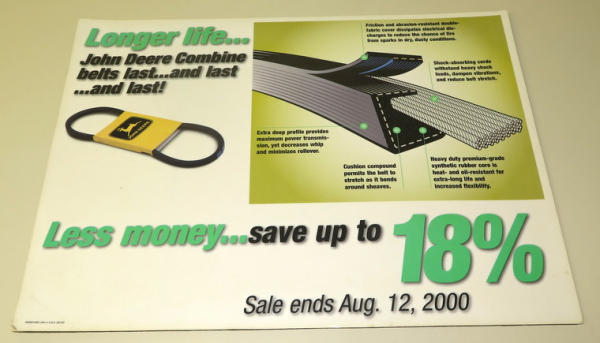 Longer life...
John Deere Combine
belts last...and last
...and last!
Friction and abrasion-resistant double-
fabric cover dissipates electrical dis-
charges to reduce the chance of fire
from sparks in dry, dusty conditions.
Shock-absorbing cords
withstand heavy shock
loads, dampen vibrations,
and reduce belt stretch.
Extra deep profile provides
maximum power transmis-
sion, yet decreases whip
and minimizes rollover.
Cushion compound
permits the belt to
stretch as it bends
around sheaves.
Heavy duty premium-grade
synthetic rubber core is
heat- and oil-resistant for
extra-long life and
increased flexibility.
Less money...save up to 18%
Sale ends Aug. 12, 2000